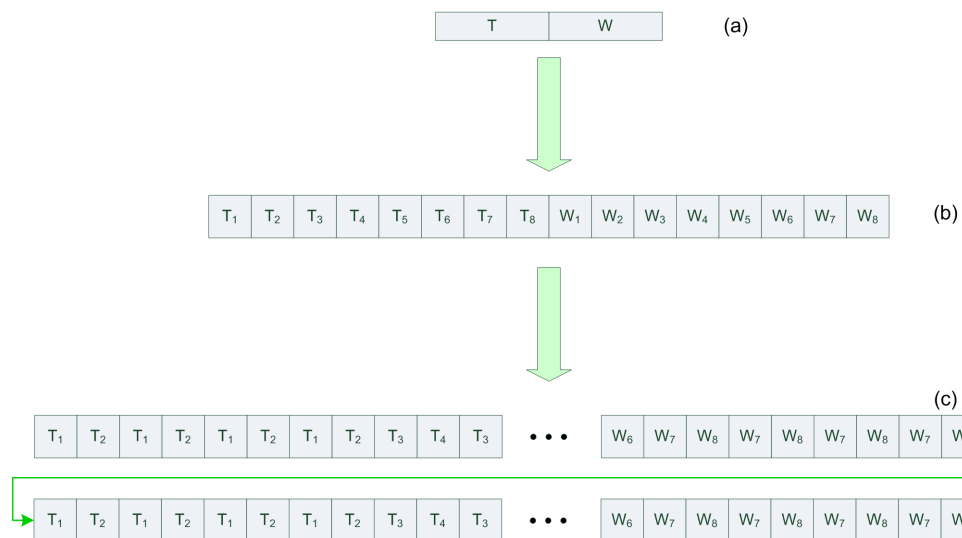 T W (a)
T₁ T₂ T₃ T₄ T₅ T₆ T₇ T₈ W₁ W₂ W₃ W₄ W₅ W₆ W₇ W₈ (b)
(c)
T₁ T₂ T₁ T₂ T₁ T₂ T₁ T₂ T₃ T₄ T₃ ••• W₆ W₇ W₈ W₇ W₈ W₇ W₈ W₇
T₁ T₂ T₁ T₂ T₁ T₂ T₁ T₂ T₃ T₄ T₃ ••• W₆ W₇ W₈ W₇ W₈ W₇ W₈ W₇